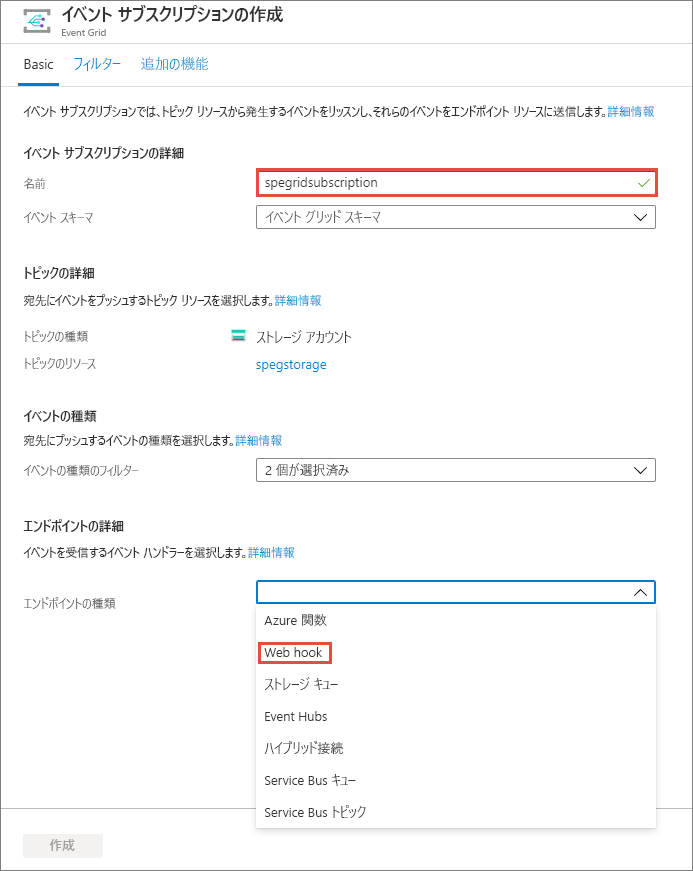 イベント サブスクリプションの作成
Event Grid
Basic フィルター 追加の機能
イベント サブスクリプションでは、トピック リソースから発生するイベントをリッスンし、それらのイベントをエンドポイント リソースに送信します。詳細情報
イベント サブスクリプションの詳細
名前 spegridsubscription
イベント スキーマ イベント グリッド スキーマ
トピックの詳細
宛先にイベントをプッシュするトピック リソースを選択します。詳細情報
トピックの種類 ストレージ アカウント
トピックのリソース spegstorage
イベントの種類
宛先にプッシュするイベントの種類を選択します。詳細情報
イベントの種類のフィルター 2 個が選択済み
エンドポイントの詳細
イベントを受信するイベント ハンドラーを選択します。詳細情報
エンドポイントの種類
Azure 関数
Web hook
ストレージ キュー
Event Hubs
ハイブリッド接続
Service Bus キュー
Service Bus トピック
作成